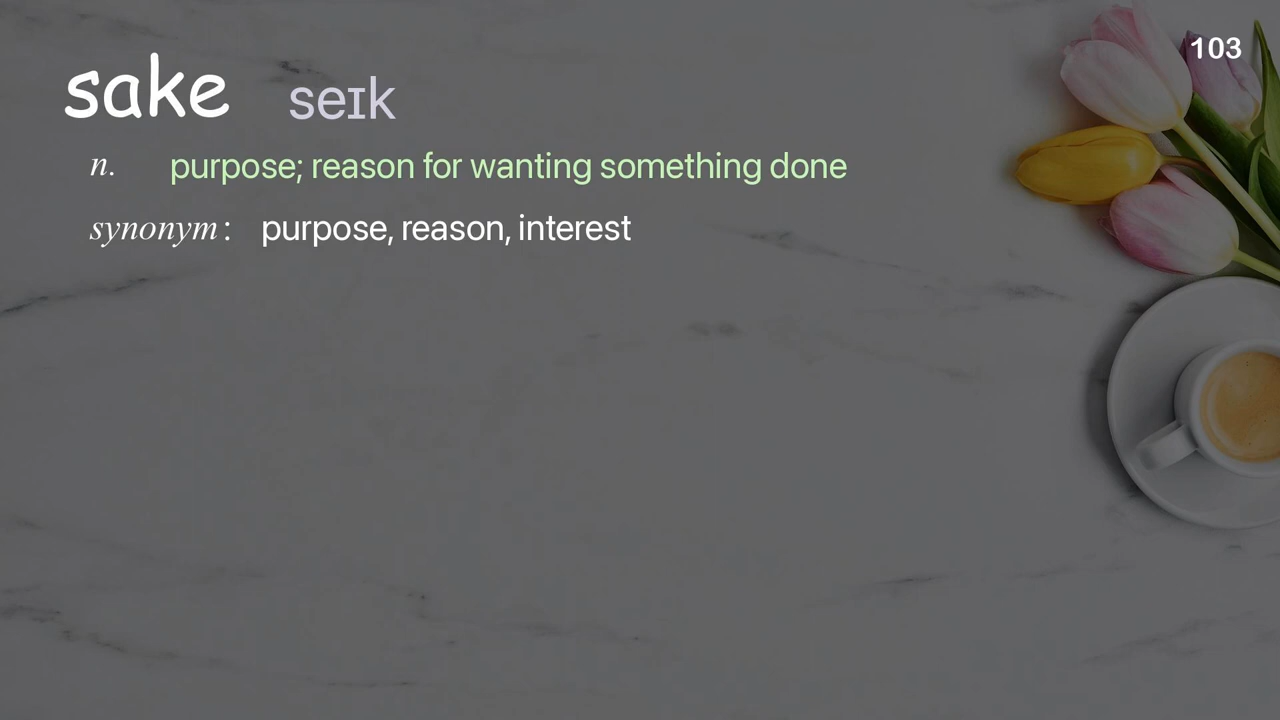 103
sake seɪk
n. purpose; reason for wanting something done
synonym: purpose, reason, interest